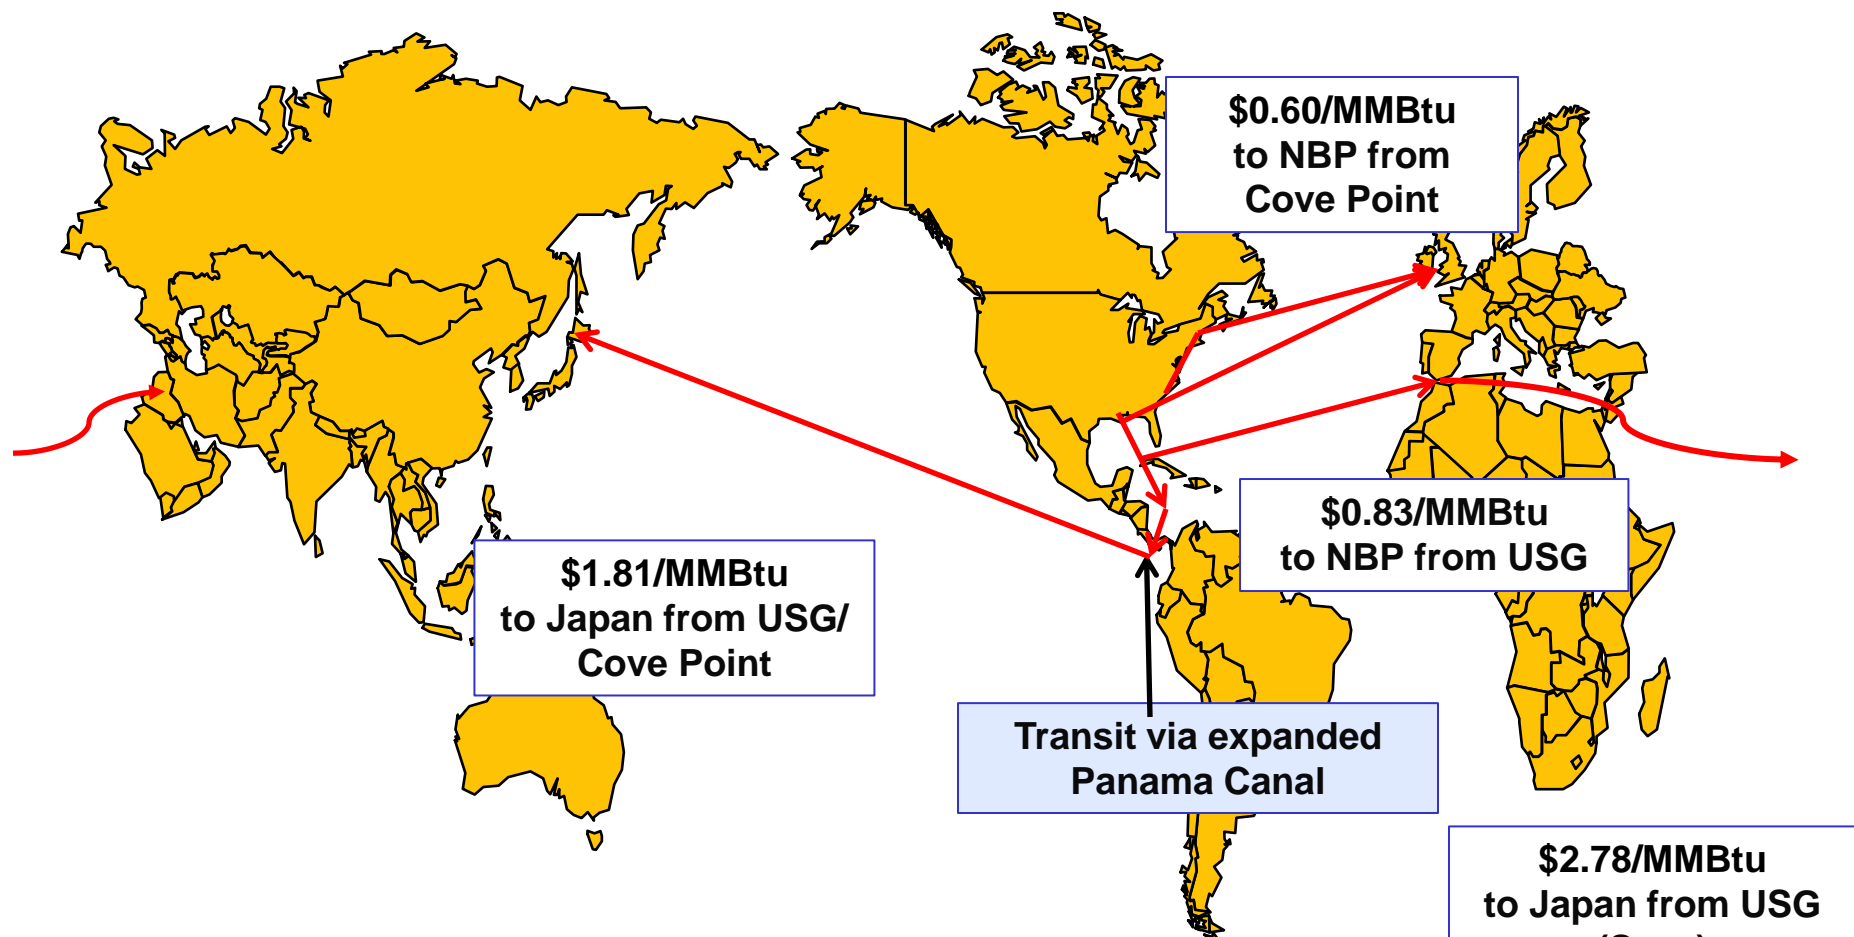 $0.60/MMBtu
to NBP from
Cove Point
$0.83/MMBtu
to NBP from USG
$1.81/MMBtu
to Japan from USG/
Cove Point
Transit via expanded
Panama Canal
$2.78/MMBtu
to Japan from USG